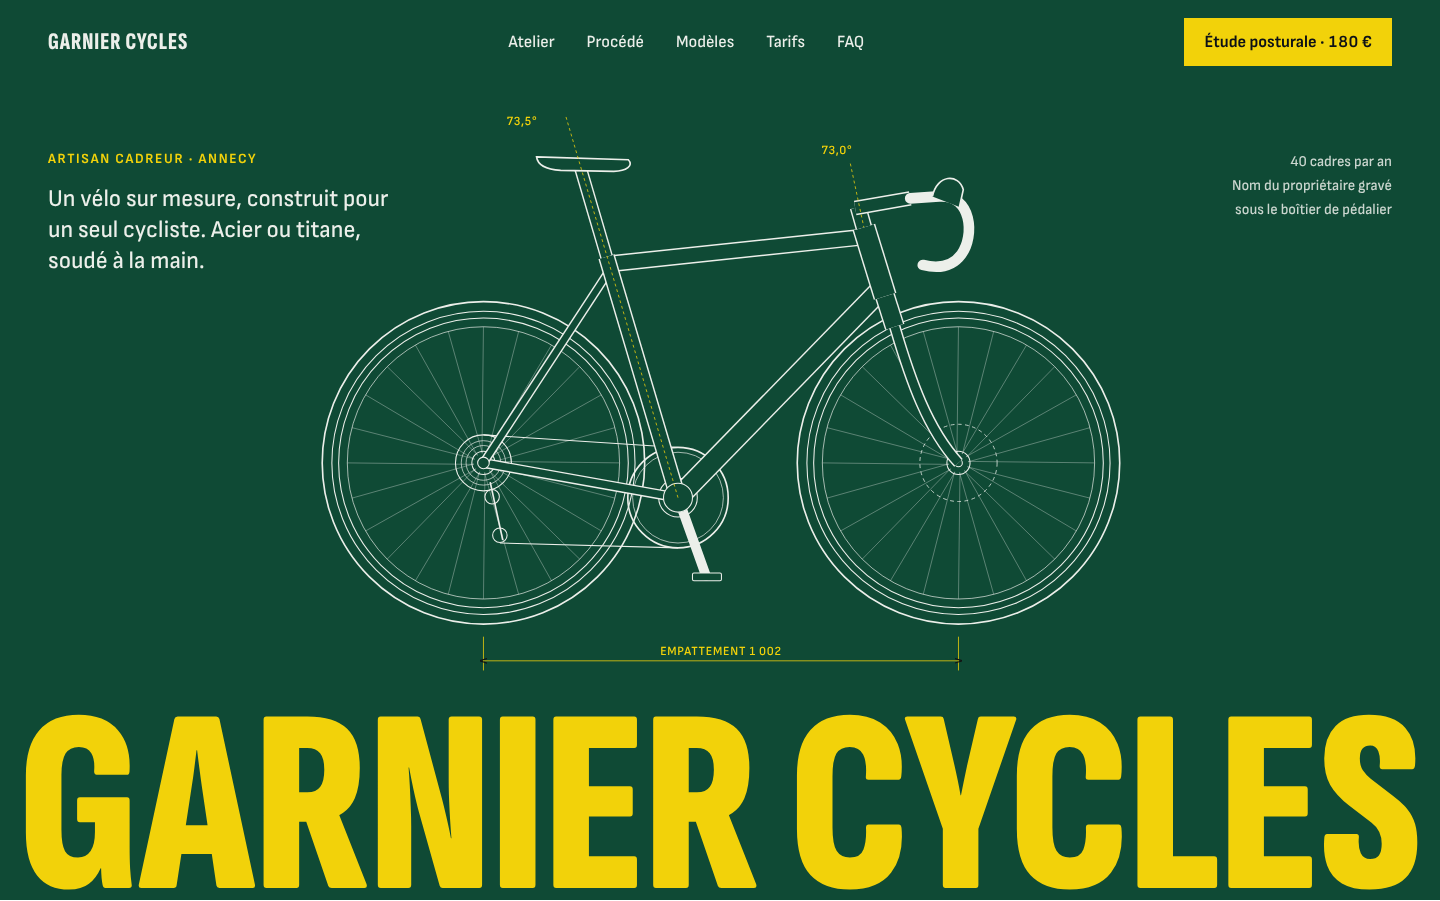 GARNIER CYCLES
Atelier
Procédé
Modèles
Tarifs
FAQ
Étude posturale · 180 €
ARTISAN CADREUR · ANNECY
Un vélo sur mesure, construit pour
un seul cycliste. Acier ou titane,
soudé à la main.
73,5°
73,0°
40 cadres par an
Nom du propriétaire gravé
sous le boîtier de pédalier
EMPATTEMENT 1 002
GARNIER CYCLES